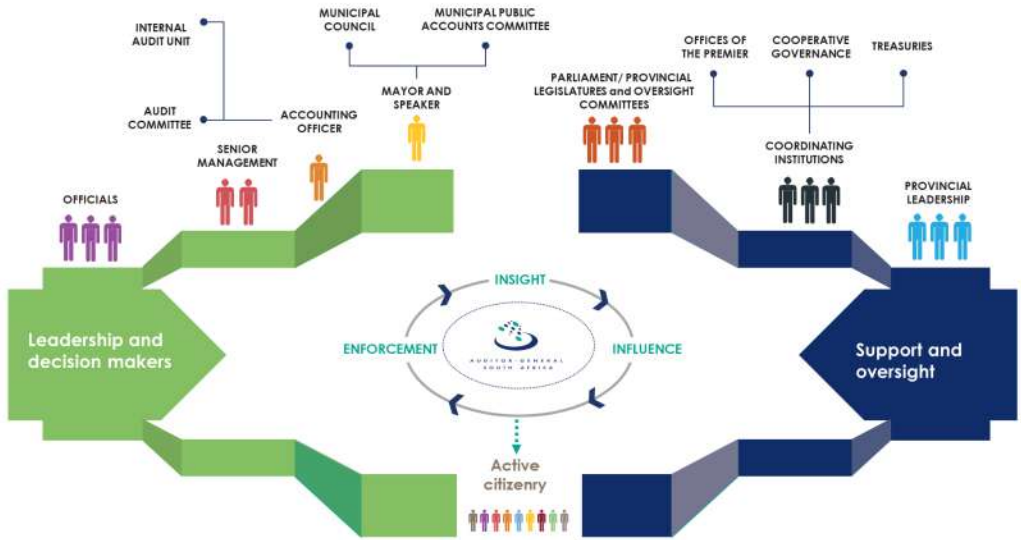 INTERNAL
AUDIT UNIT
AUDIT
COMMITTEE
MUNICIPAL
COUNCIL
MUNICIPAL PUBLIC
ACCOUNTS COMMITTEE
MAYOR AND
SPEAKER
ACCOUNTING
OFFICER
SENIOR
MANAGEMENT
OFFICIALS
PARLIAMENT/ PROVINCIAL
LEGISLATURES and OVERSIGHT
COMMITTEES
OFFICES OF
THE PREMIER
COOPERATIVE
GOVERNANCE
TREASURIES
COORDINATING
INSTITUTIONS
PROVINCIAL
LEADERSHIP
Leadership and
decision makers
INSIGHT
ENFORCEMENT
INFLUENCE
AUDITOR-GENERAL
SOUTH AFRICA
Support and
oversight
Active
citizenry